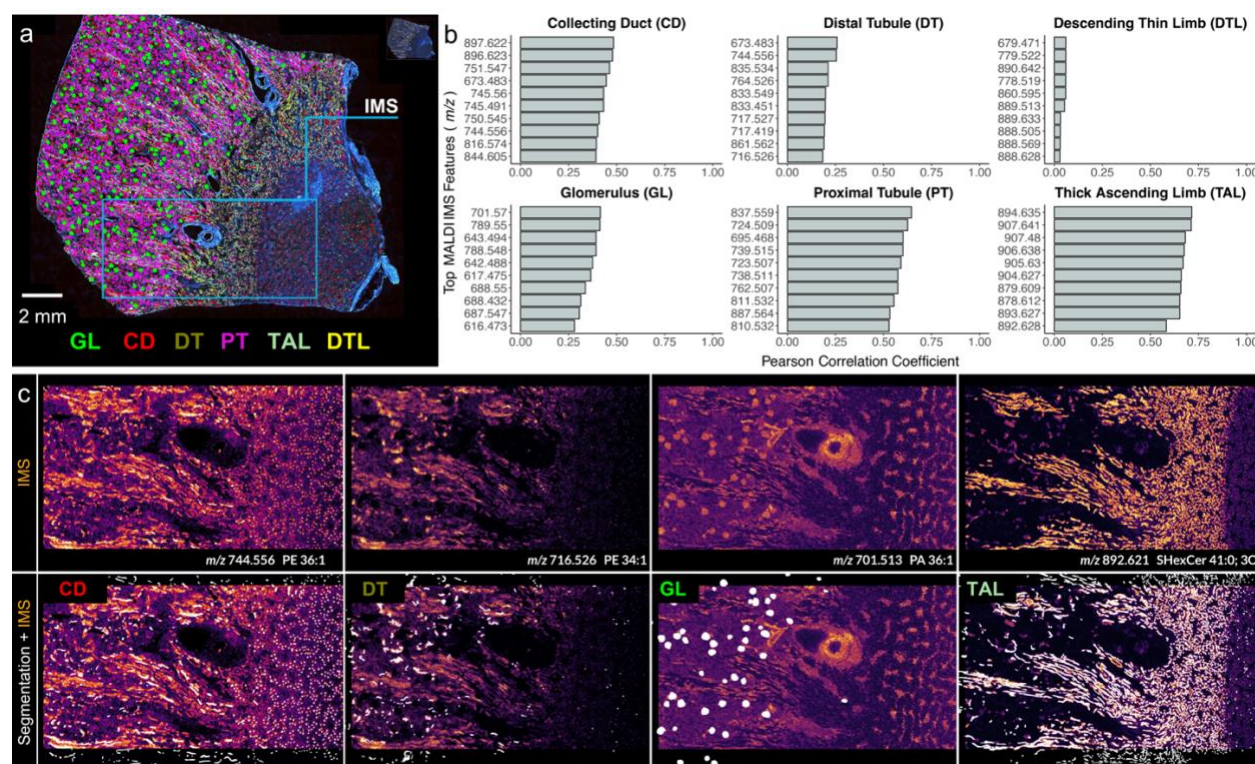 a
IMS
2 mm
GL CD DT PT TAL DTL
b
Top MALDI IMS Features ( m/z )
Collecting Duct (CD)
897.622
896.623
751.547
673.483
745.56
745.491
750.545
744.556
816.574
844.605
0.00 0.25 0.50 0.75 1.00
Distal Tubule (DT)
673.483
744.556
835.534
764.526
833.549
833.451
717.527
717.419
861.562
716.526
0.00 0.25 0.50 0.75 1.00
Descending Thin Limb (DTL)
679.471
779.522
890.642
778.519
860.595
889.513
889.633
888.505
888.569
888.628
0.00 0.25 0.50 0.75 1.00
Glomerulus (GL)
701.57
789.55
643.494
788.548
642.488
617.475
688.55
688.432
687.547
616.473
0.00 0.25 0.50 0.75 1.00
Proximal Tubule (PT)
837.559
724.509
695.468
739.515
723.507
738.511
762.507
811.532
887.564
810.532
0.00 0.25 0.50 0.75 1.00
Thick Ascending Limb (TAL)
894.635
907.641
907.48
906.638
905.63
904.627
879.609
878.612
893.627
892.628
0.00 0.25 0.50 0.75 1.00
Pearson Correlation Coefficient
c
IMS
m/z 744.556 PE 36:1
m/z 716.526 PE 34:1
m/z 701.513 PA 36:1
m/z 892.621 SHexCer 41:0; 3O
Segmentation + IMS
CD
DT
GL
TAL